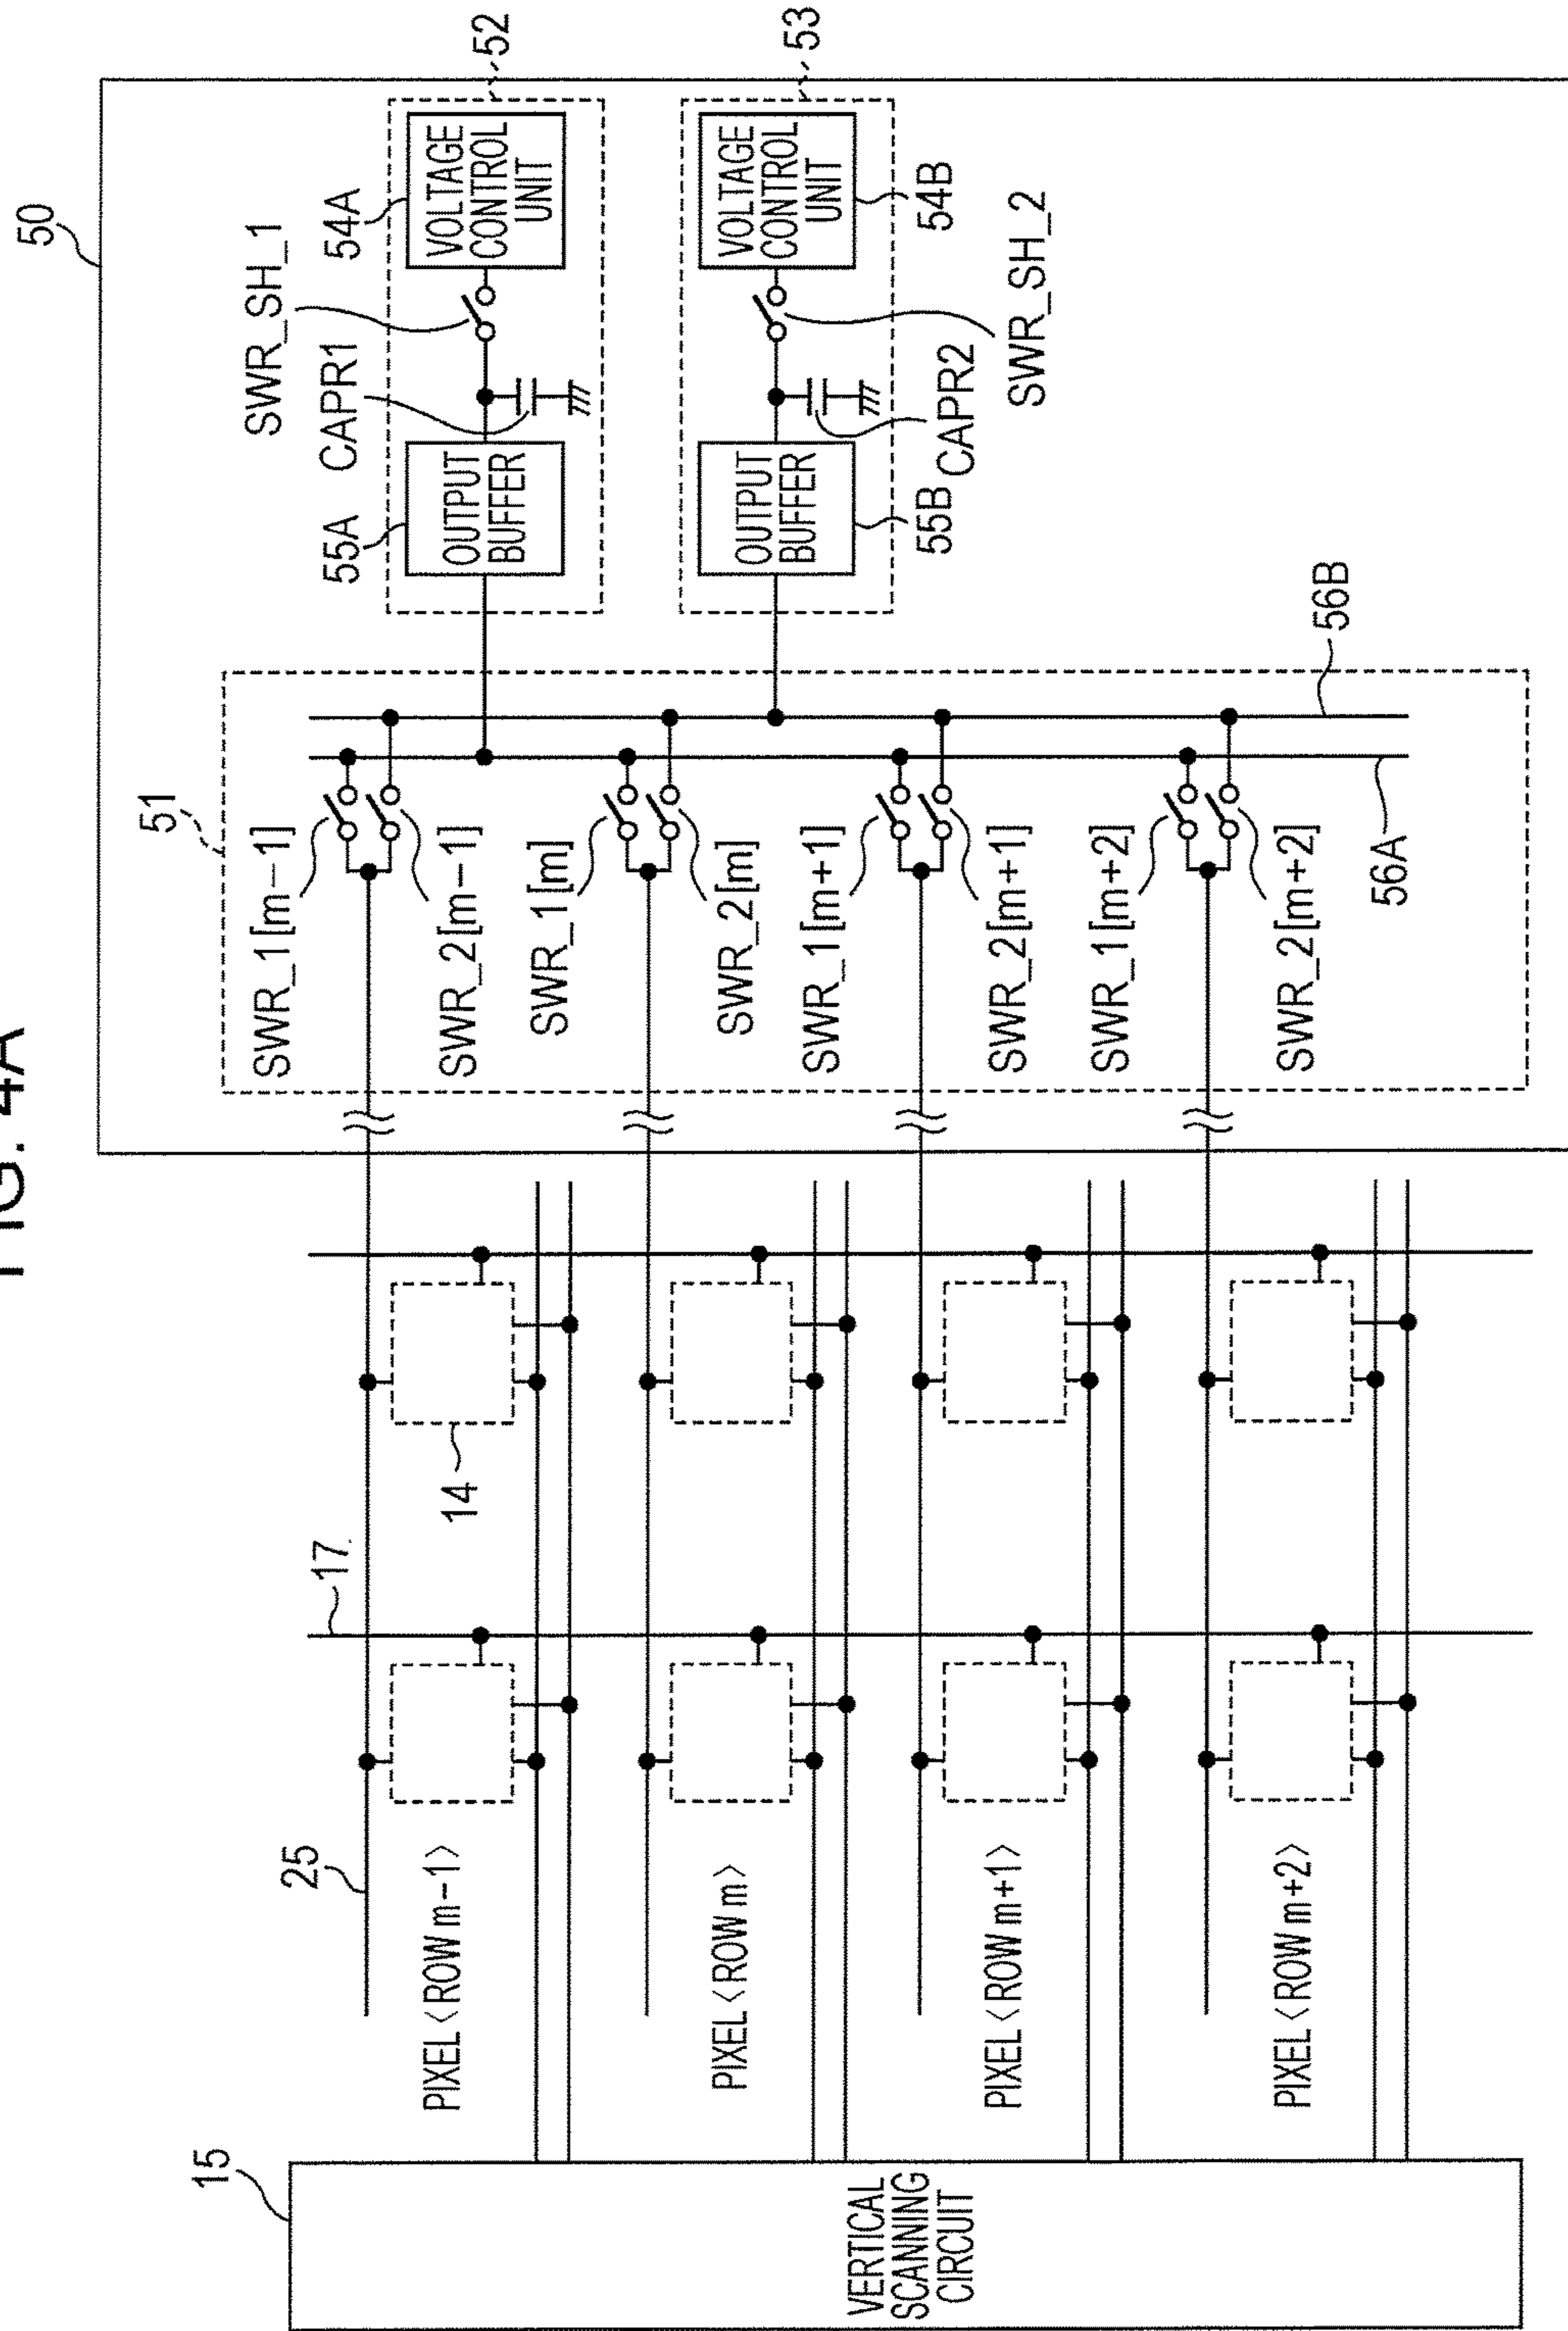 FIG. 4A
50
51
52
53
54A
VOLTAGE
CONTROL
UNIT
SWR_SH_1
CAPR1
55A
OUTPUT
BUFFER
54B
VOLTAGE
CONTROL
UNIT
SWR_SH_2
CAPR2
55B
OUTPUT
BUFFER
56B
56A
SWR_1[m−1]
SWR_2[m−1]
SWR_1[m]
SWR_2[m]
SWR_1[m+1]
SWR_2[m+1]
SWR_1[m+2]
SWR_2[m+2]
14
17
25
PIXEL<ROW m−1>
PIXEL<ROW m>
PIXEL<ROW m+1>
PIXEL<ROW m+2>
15
VERTICAL
SCANNING
CIRCUIT